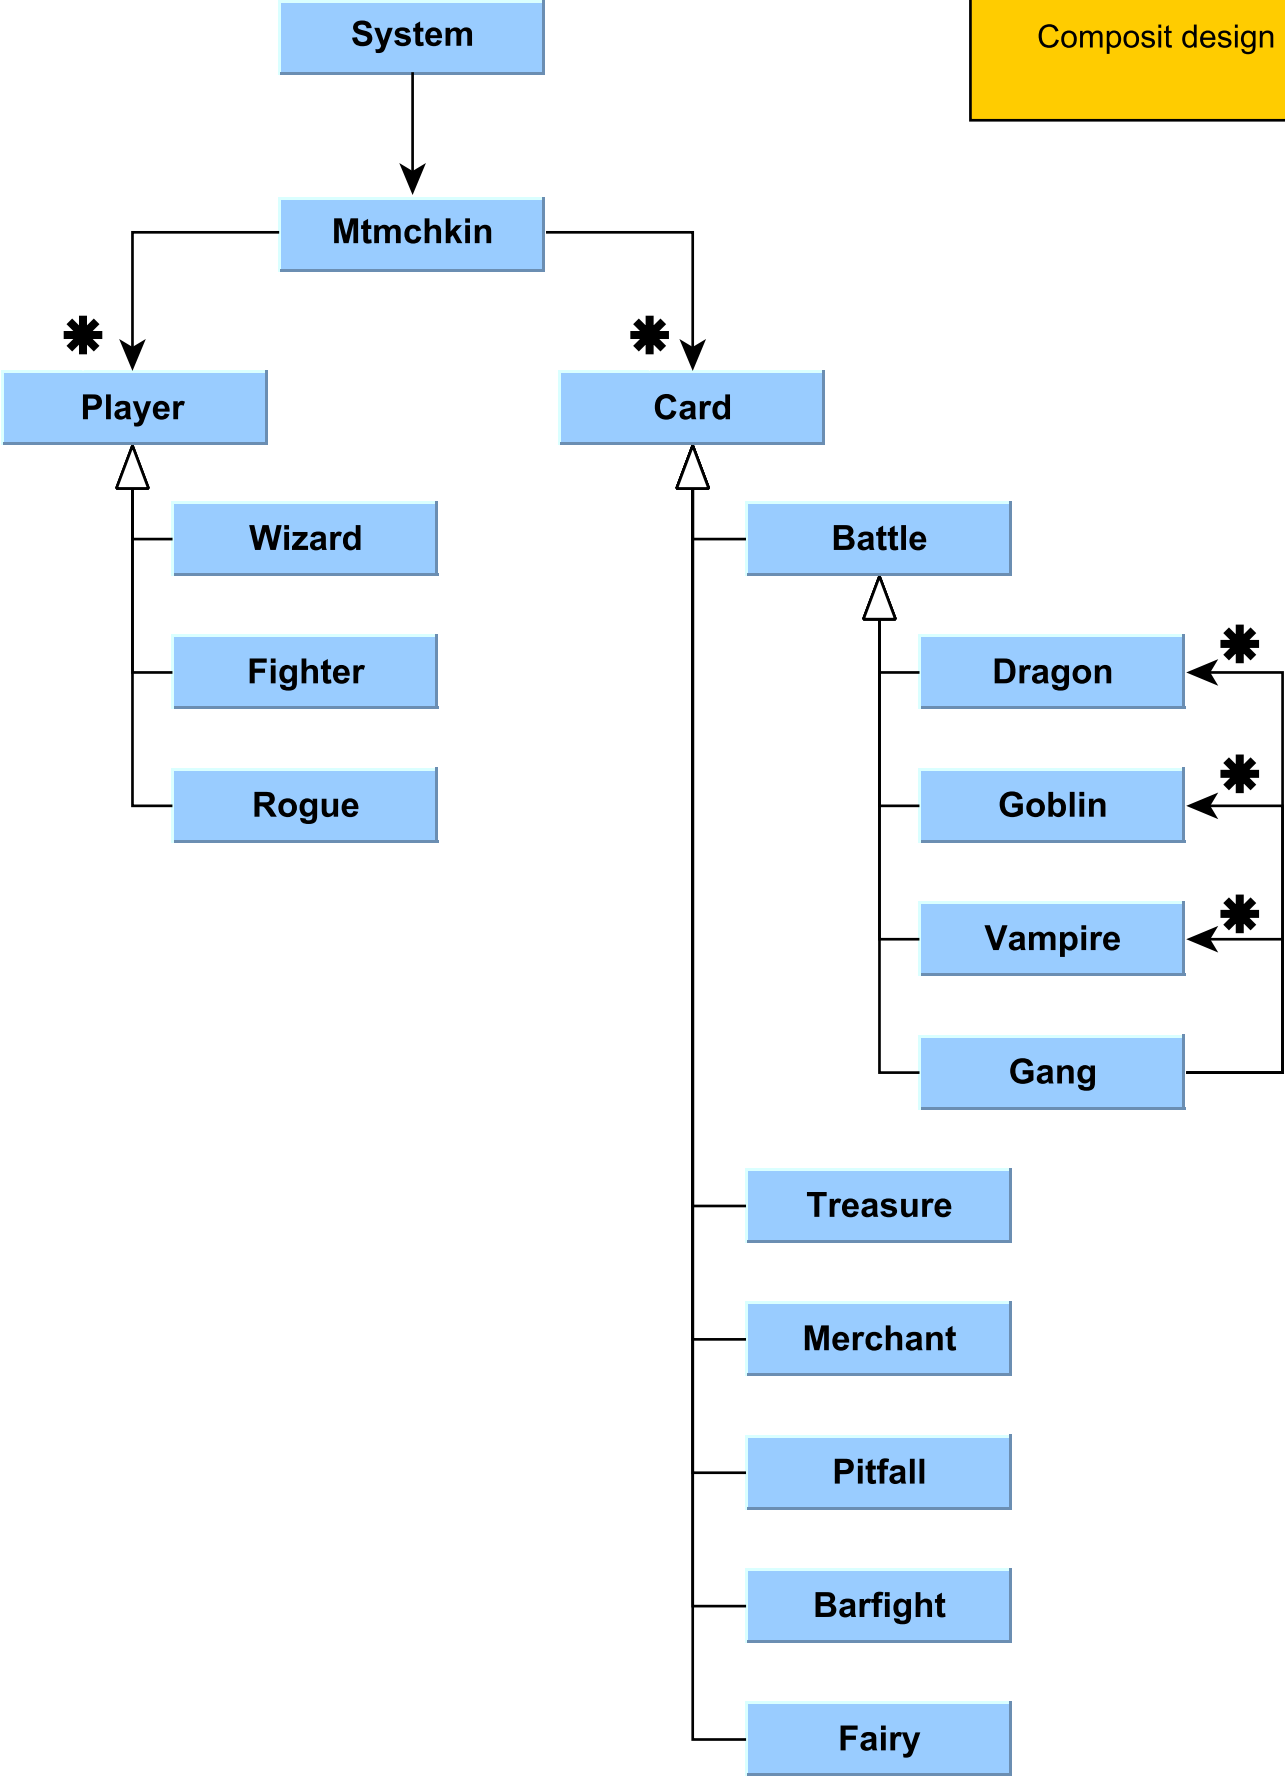 System
Composit design
Mtmchkin
Player
Card
Wizard
Battle
Fighter
Dragon
Rogue
Goblin
Vampire
Gang
Treasure
Merchant
Pitfall
Barfight
Fairy